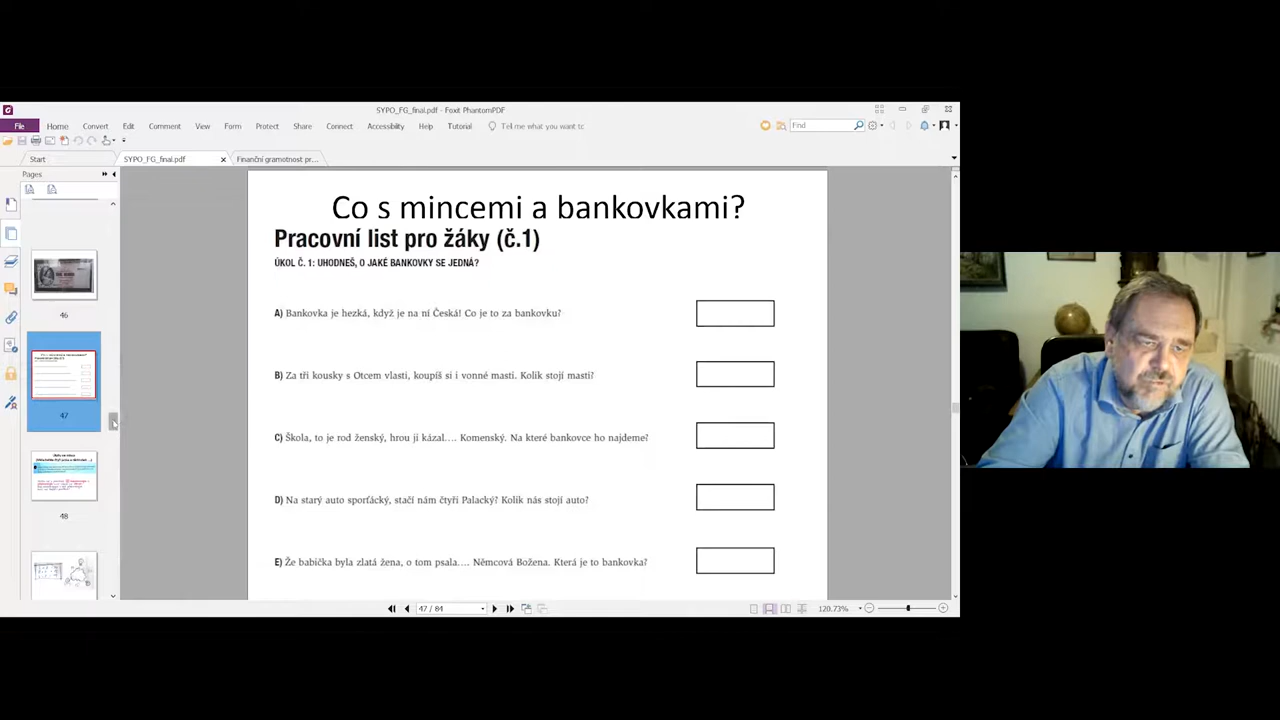 SYPO_FG_final.pdf - Foxit PhantomPDF
File Home Convert Edit Comment View Form Protect Share Connect Accessibility Help Tutorial Tell me what you want tc Find
Start SYPO_FG_final.pdf Finanční gramotnost pr...
Pages
46
47
48
Co s mincemi a bankovkami?
Pracovní list pro žáky (č.1)
ÚKOL Č. 1: UHODNEŠ, O JAKÉ BANKOVKY SE JEDNÁ?
A) Bankovka je hezká, když je na ní Česká! Co je to za bankovku?
B) Za tři kousky s Otcem vlasti, koupíš si i vonné masti. Kolik stojí masti?
C) Škola, to je rod ženský, hrou ji kázal.... Komenský. Na které bankovce ho najdeme?
D) Na starý auto sporťácký, stačí nám čtyři Palacký? Kolik nás stojí auto?
E) Že babička byla zlatá žena, o tom psala.... Němcová Božena. Která je to bankovka?
47 / 84
120.73%